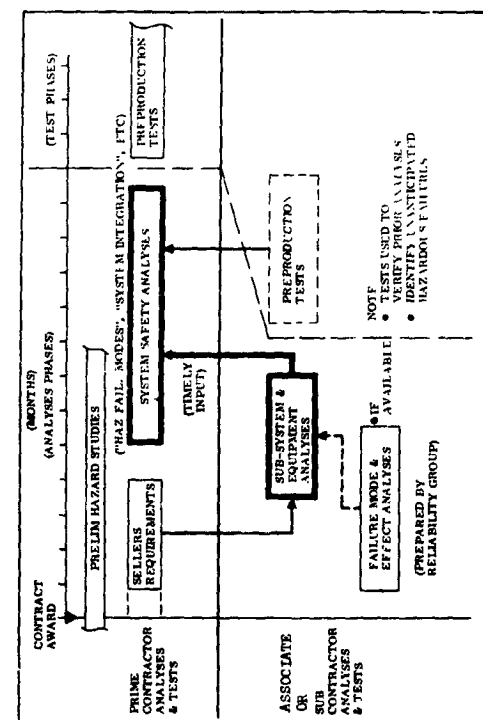 (MONTHS)
(ANALYSES PHASES)
(TEST PHASES)
CONTRACT
AWARD
PRELIM HAZARD STUDIES
("HAZ FAIL. MODES", "SYSTEM INTEGRATION", ETC)
PRIME
CONTRACTOR
ANALYSES
& TESTS
SELLERS
REQUIREMENTS
SYSTEM SAFETY ANALYSES
PREPRODUCTION
TESTS
(TIMELY
INPUT)
ASSOCIATE
OR
SUB
CONTRACTOR
ANALYSES
& TESTS
SUB-SYSTEM &
EQUIPMENT
ANALYSES
PREPRODUCTION
TESTS
FAILURE MODE &
EFFECT ANALYSES
● IF
AVAILABLE
(PREPARED BY
RELIABILITY GROUP)
NOTE
● TESTS USED TO
VERIFY PRIOR ANALYSES
● IDENTIFY UNANTICIPATED
HAZARDOUS FAILURES